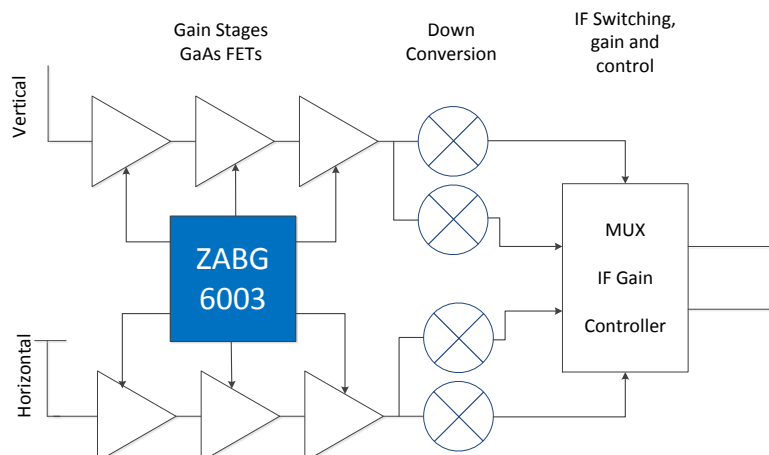 Gain Stages
GaAs FETs
Down
Conversion
IF Switching,
gain and
control
Vertical
ZABG
6003
MUX
IF Gain
Controller
Horizontal